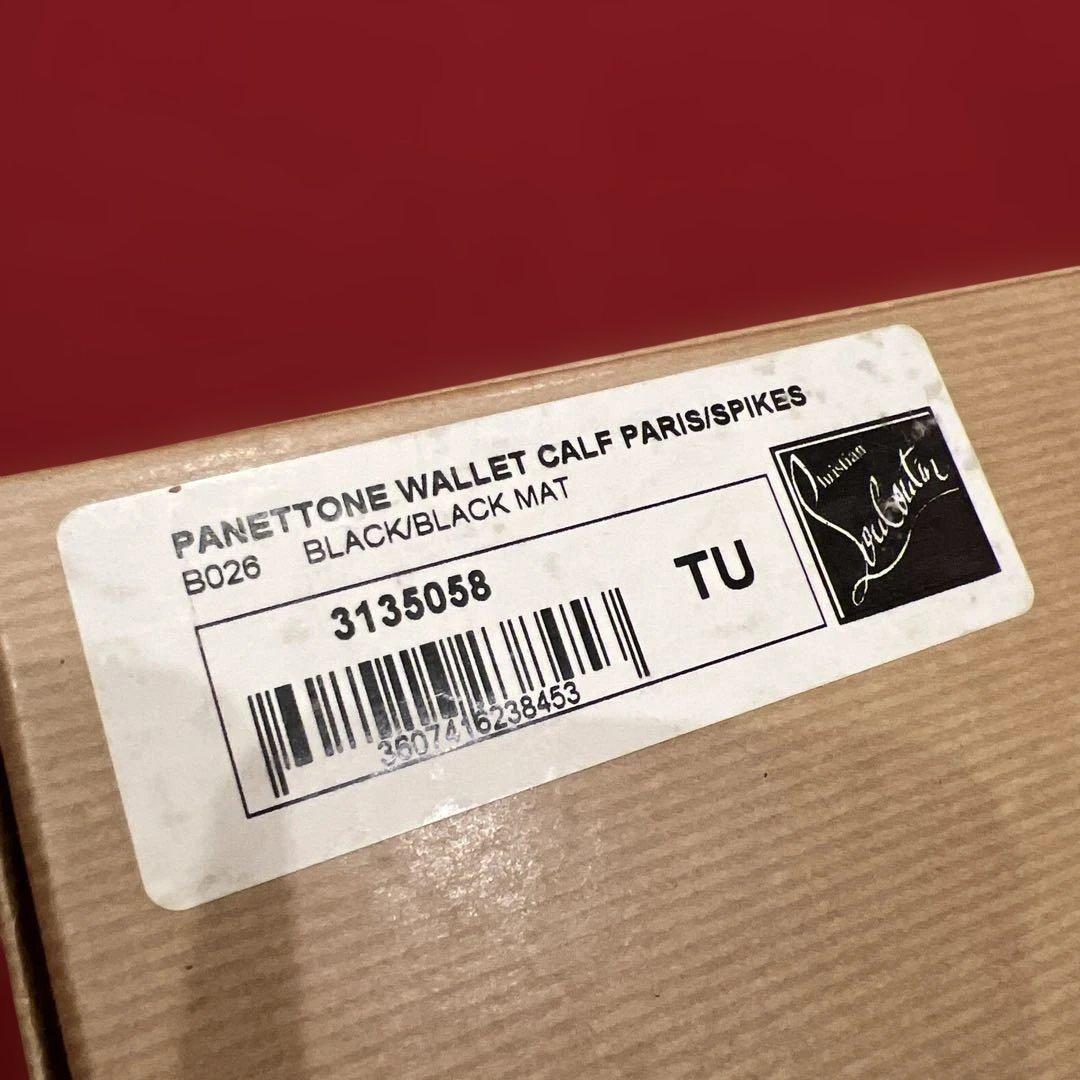 PANETTONE WALLET CALF PARIS/SPIKES
B026 BLACK/BLACK MAT
3135058
TU
3607416238453
Christian
Louboutin